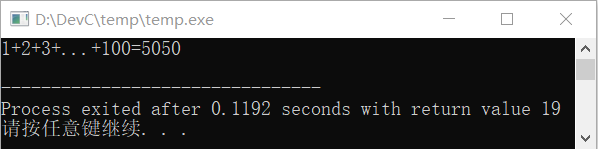 D:\DevC\temp\temp.exe
1+2+3+...+100=5050
--------------------------------
Process exited after 0.1192 seconds with return value 19
请按任意键继续. . .